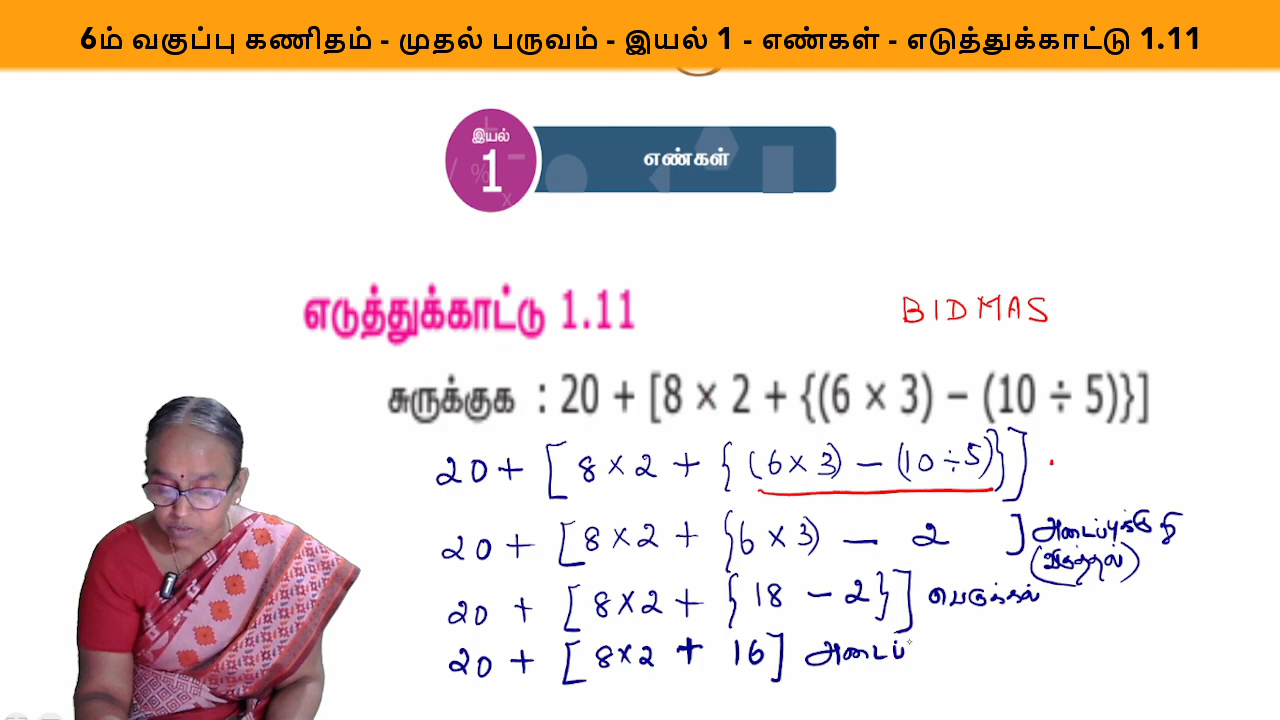 6ம் வகுப்பு கணிதம் - முதல் பருவம் - இயல் 1 - எண்கள் - எடுத்துக்காட்டு 1.11
இயல்
1
எண்கள்
எடுத்துக்காட்டு 1.11
BIDMAS
சுருக்குக : 20 + [8 × 2 + {(6 × 3) − (10 ÷ 5)}]
20 + [8×2 + {(6×3) − (10÷5)}]
20 + [8×2 + {6×3) − 2 ]
20 + [8×2 + {18 − 2}] பெருக்கல்
20 + [8×2 + 16] அடைப்